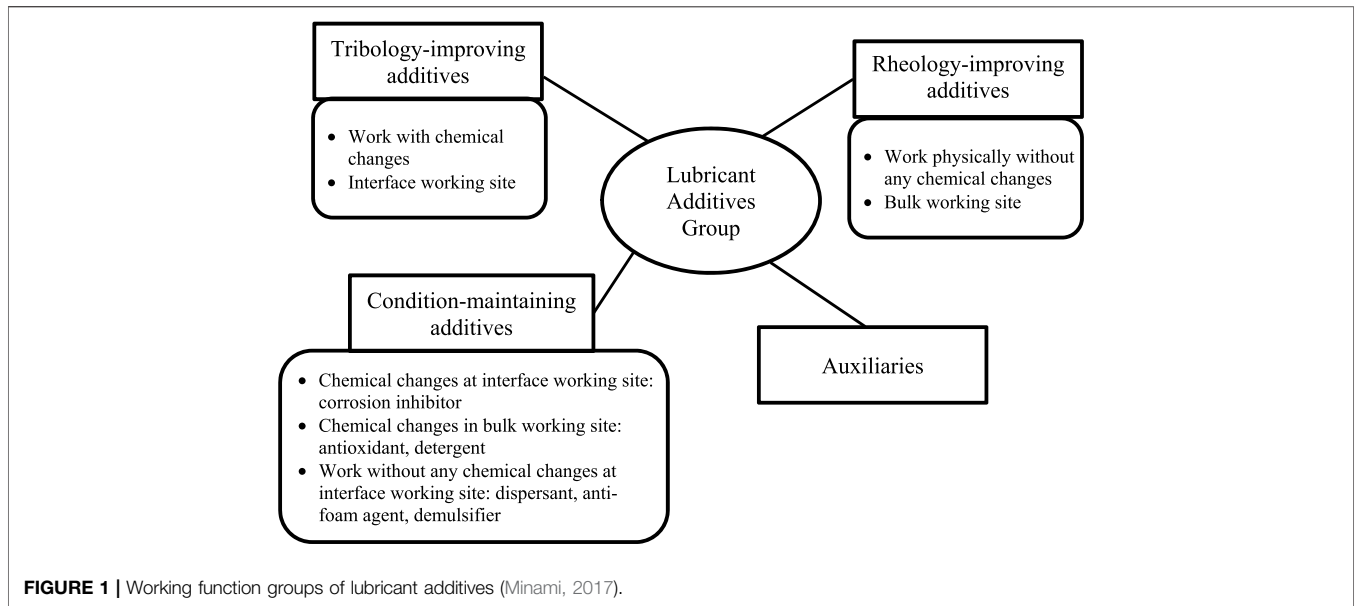 Tribology-improving
additives
• Work with chemical
changes
• Interface working site
Rheology-improving
additives
• Work physically without
any chemical changes
• Bulk working site
Lubricant
Additives
Group
Condition-maintaining
additives
• Chemical changes at interface working site:
corrosion inhibitor
• Chemical changes in bulk working site:
antioxidant, detergent
• Work without any chemical changes at
interface working site: dispersant, anti-
foam agent, demulsifier
Auxiliaries
FIGURE 1 | Working function groups of lubricant additives (Minami, 2017).